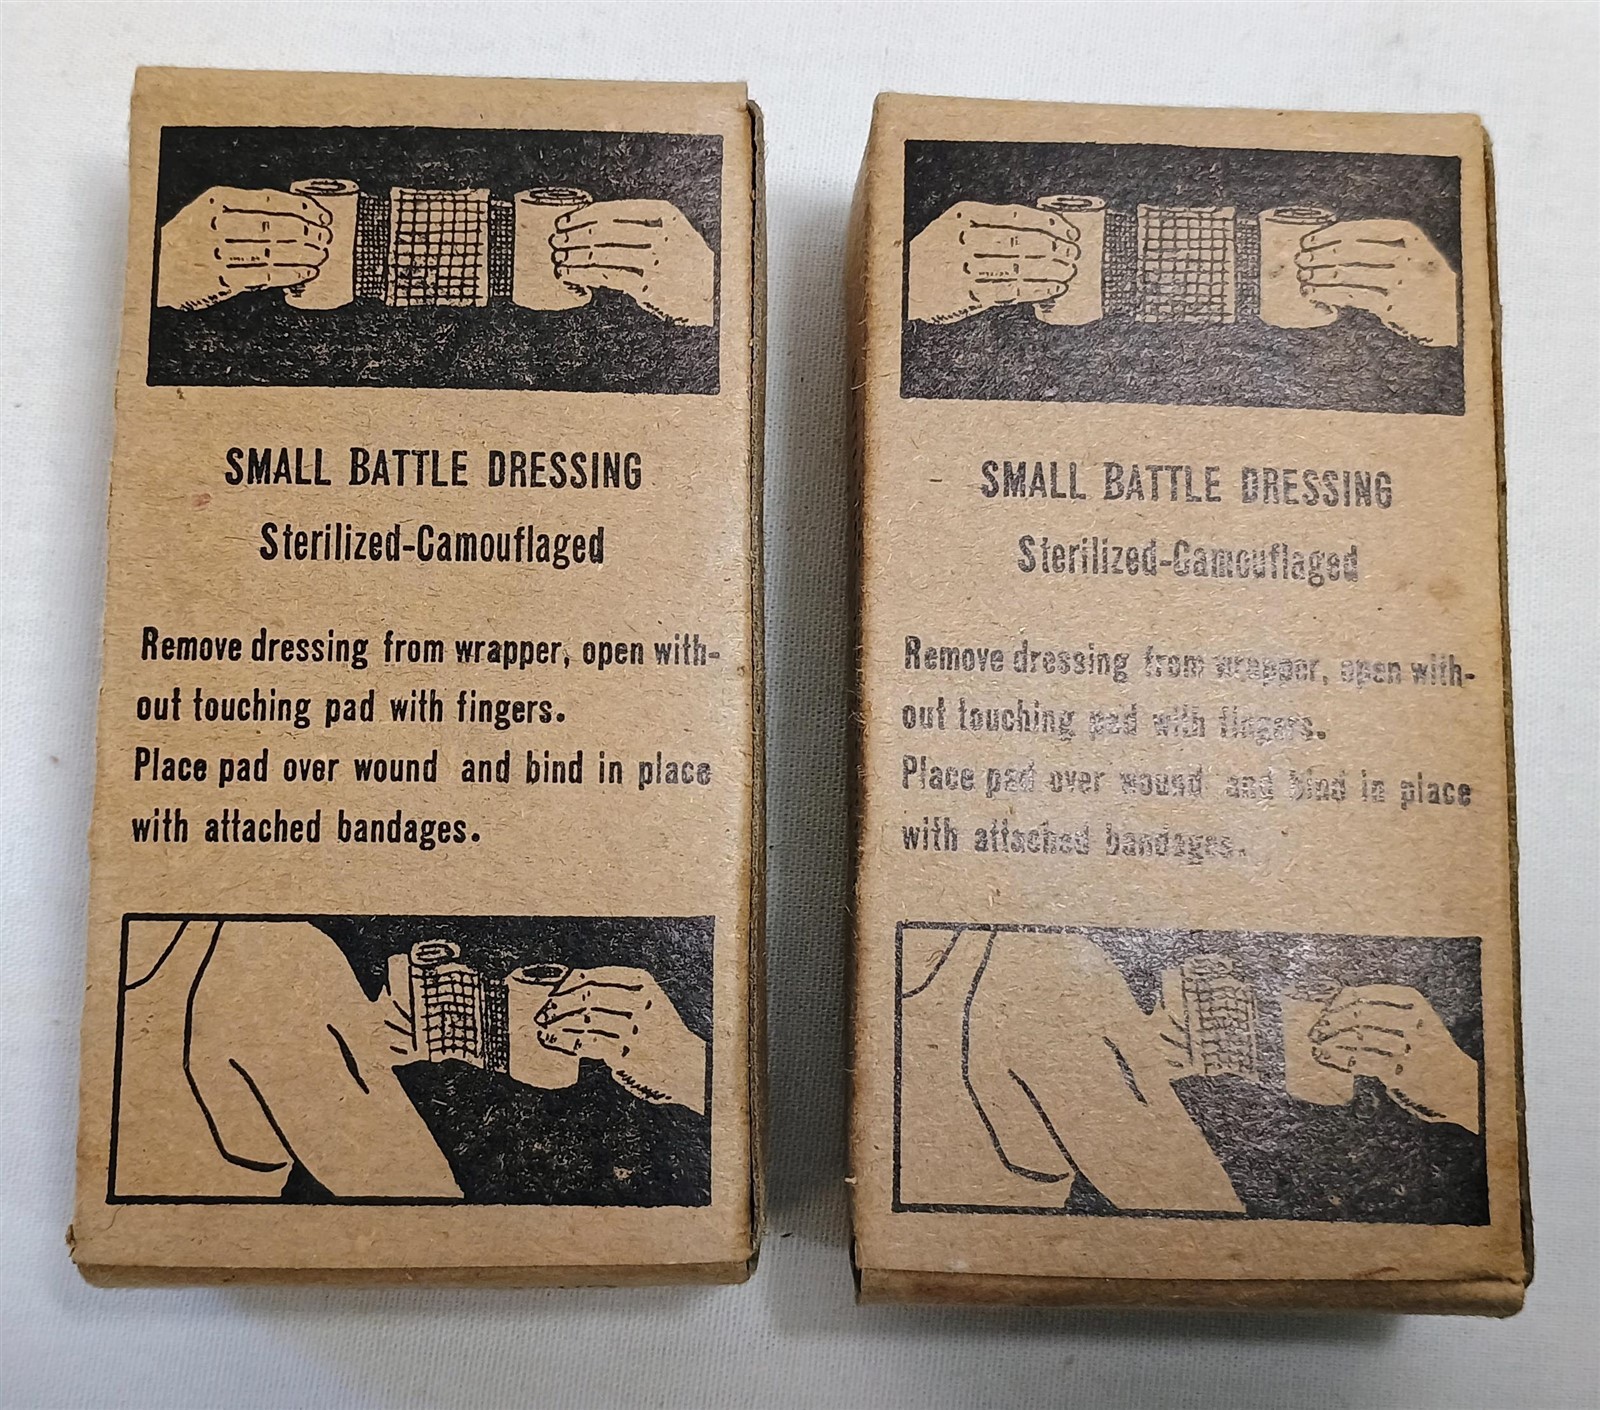 SMALL BATTLE DRESSING
Sterilized-Camouflaged
Remove dressing from wrapper, open with-
out touching pad with fingers.
Place pad over wound and bind in place
with attached bandages.
SMALL BATTLE DRESSING
Sterilized-Camouflaged
Remove dressing from wrapper, open with-
out touching pad with fingers.
Place pad over wound and bind in place
with attached bandages.